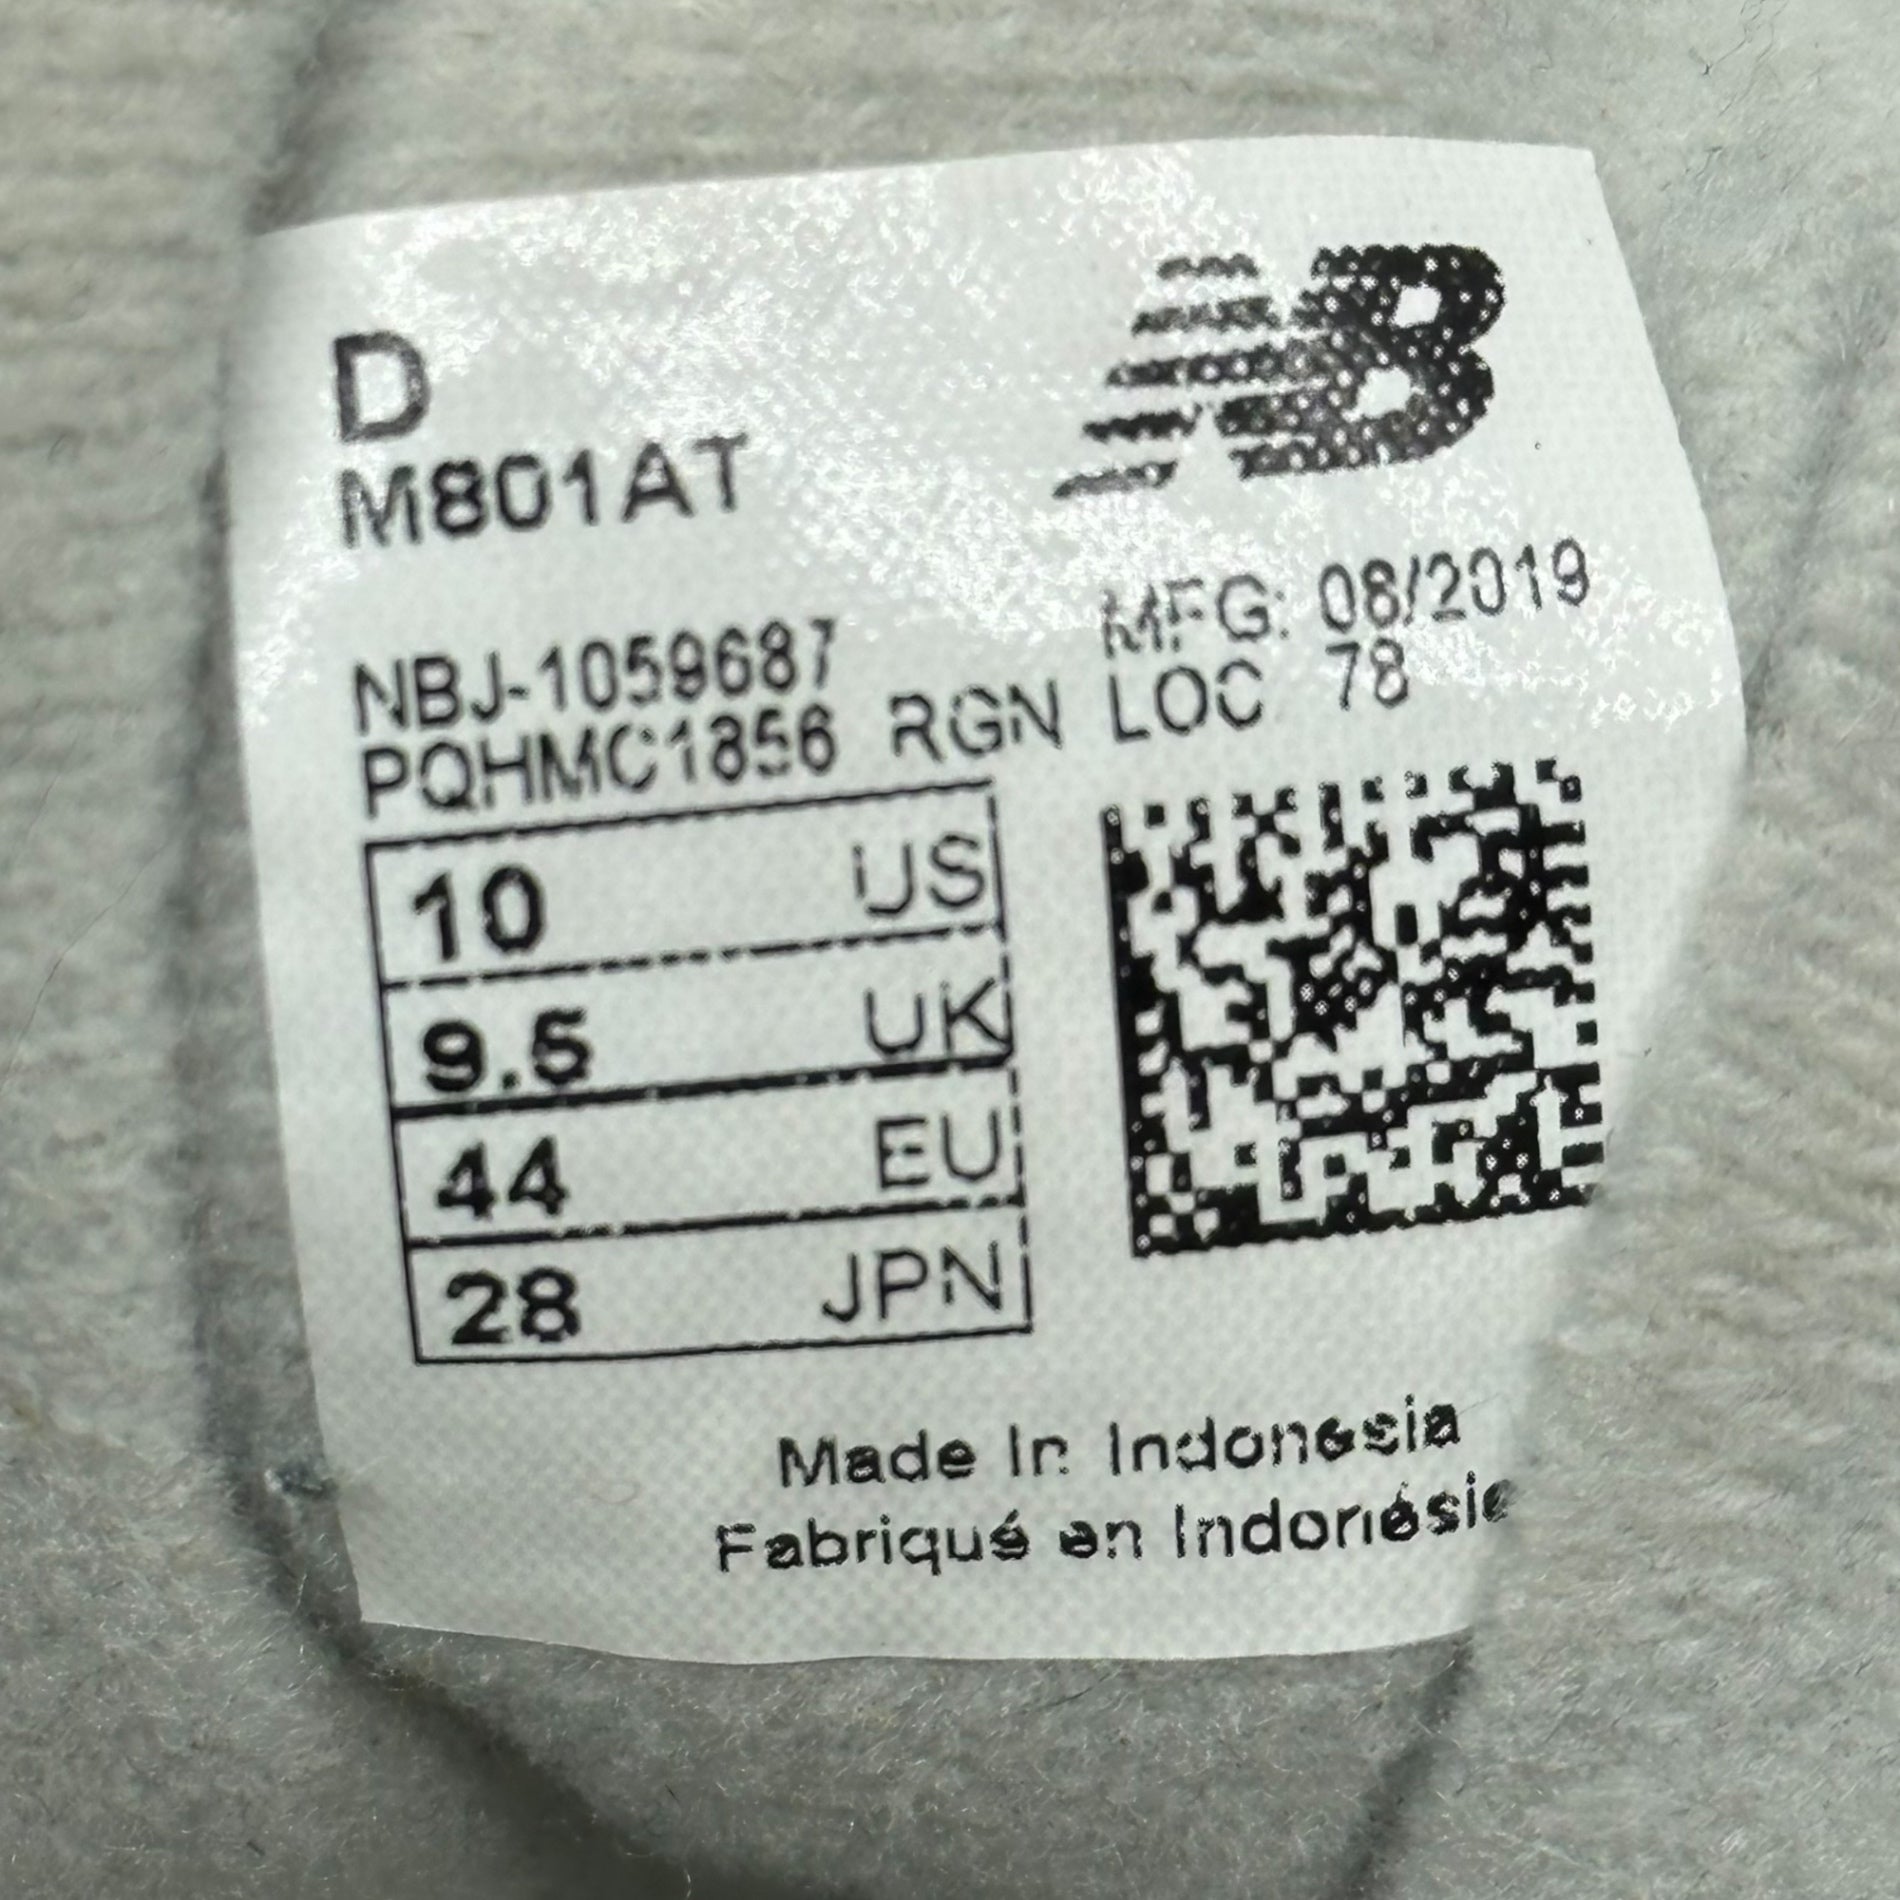 D
M801AT
NB
MFG: 08/2019
NBJ-1059687
PQHMC1856 RGN LOC 78
10 US
9.5 UK
44 EU
28 JPN
Made In Indonesia
Fabriqué en Indonésie